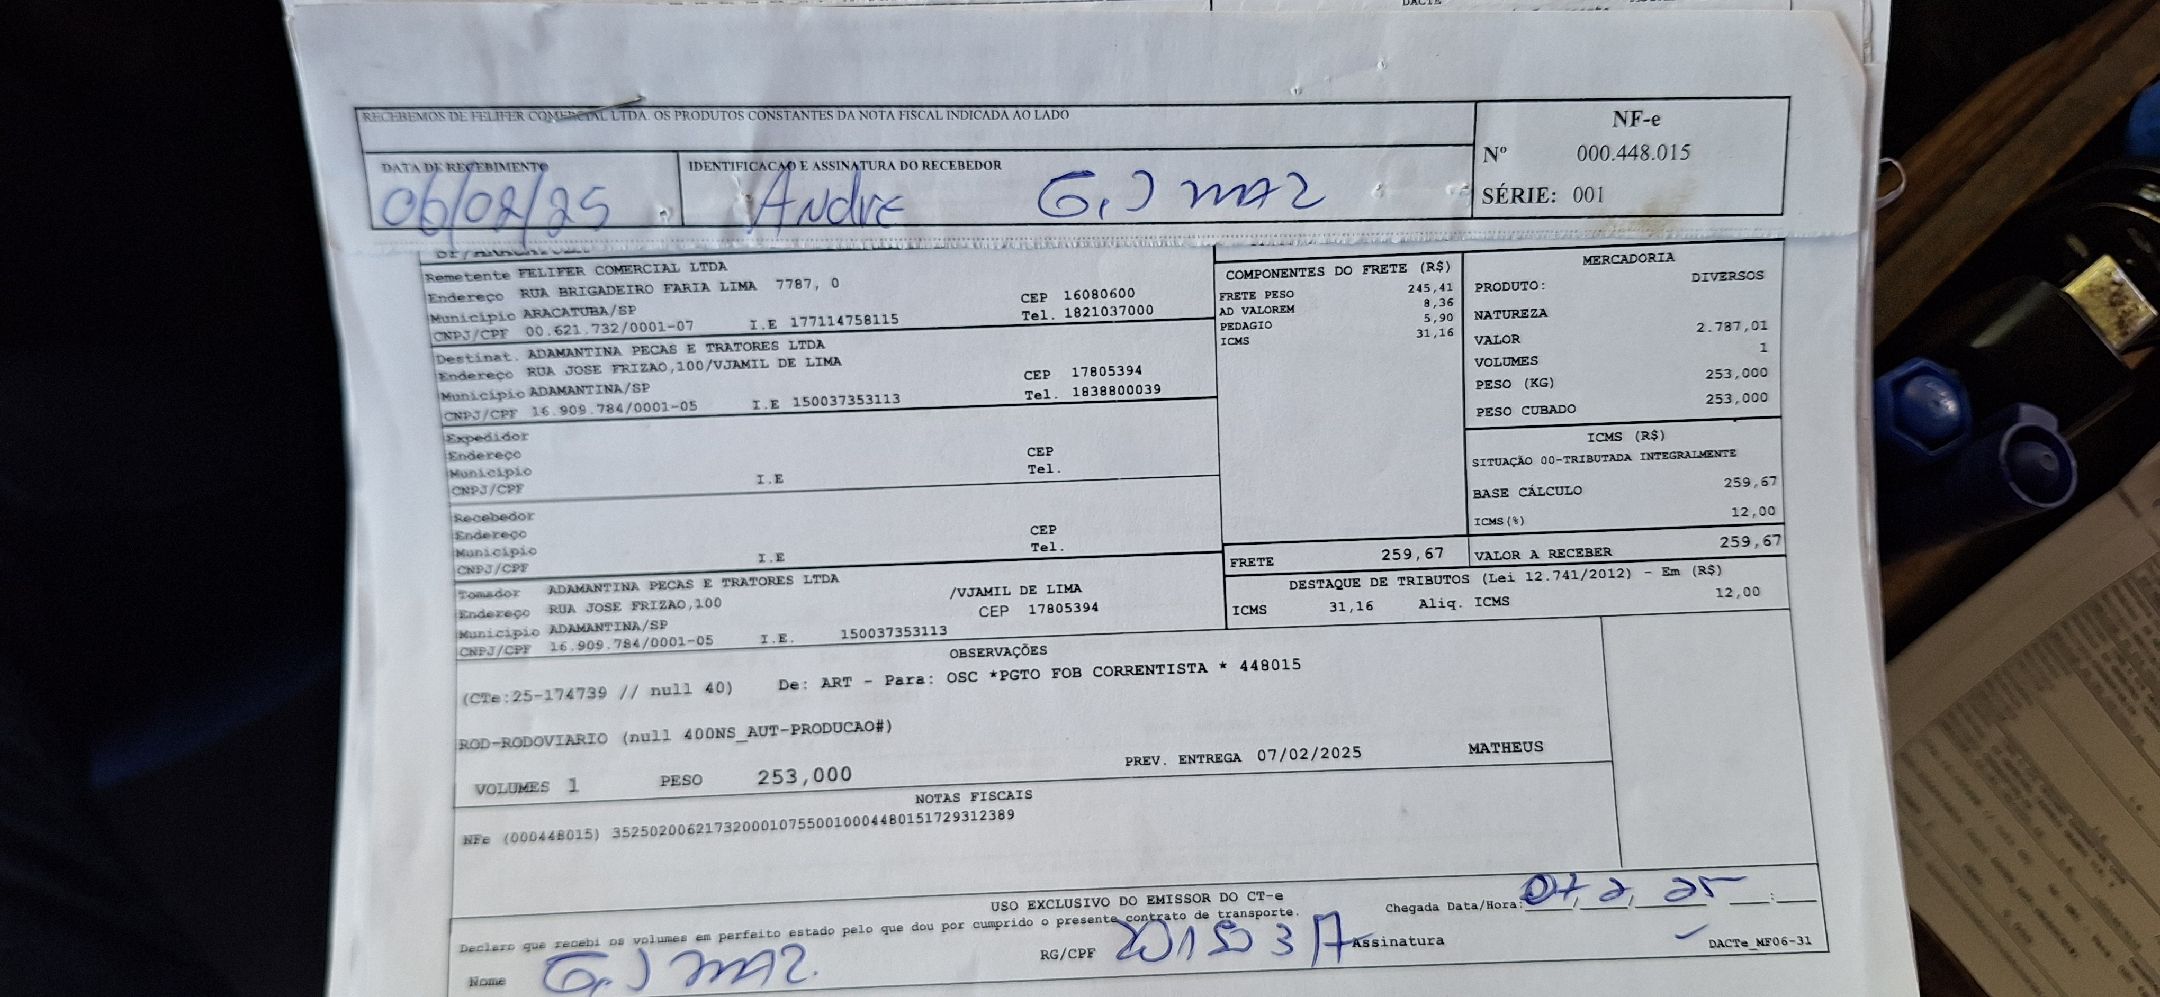 DACTE
RECEBEMOS DE FELIFER COMERCIAL LTDA. OS PRODUTOS CONSTANTES DA NOTA FISCAL INDICADA AO LADO
NF-e
Nº 000.448.015
SÉRIE: 001
DATA DE RECEBIMENTO
06/02/25
IDENTIFICACAO E ASSINATURA DO RECEBEDOR
Andre
Remetente FELIFER COMERCIAL LTDA
Endereço RUA BRIGADEIRO FARIA LIMA 7787, 0
Município ARACATUBA/SP CEP 16080600
CNPJ/CPF 00.621.732/0001-07 I.E 177114758115 Tel. 1821037000
Destinat. ADAMANTINA PECAS E TRATORES LTDA
Endereço RUA JOSE FRIZAO,100/VJAMIL DE LIMA
Município ADAMANTINA/SP CEP 17805394
CNPJ/CPF 16.909.784/0001-05 I.E 150037353113 Tel. 1838800039
Expedidor
Endereço CEP
Município Tel.
CNPJ/CPF I.E
Recebedor
Endereço CEP
Município Tel.
CNPJ/CPF I.E
Tomador ADAMANTINA PECAS E TRATORES LTDA /VJAMIL DE LIMA
Endereço RUA JOSE FRIZAO,100 CEP 17805394
Município ADAMANTINA/SP
CNPJ/CPF 16.909.784/0001-05 I.E. 150037353113
COMPONENTES DO FRETE (R$)
FRETE PESO 245,41
AD VALOREM 8,36
PEDAGIO 5,90
ICMS 31,16
MERCADORIA
PRODUTO: DIVERSOS
NATUREZA
VALOR 2.787,01
VOLUMES 1
PESO (KG) 253,000
PESO CUBADO 253,000
ICMS (R$)
SITUAÇÃO 00-TRIBUTADA INTEGRALMENTE
BASE CÁLCULO 259,67
ICMS(%) 12,00
FRETE 259,67
VALOR A RECEBER 259,67
DESTAQUE DE TRIBUTOS (Lei 12.741/2012) - Em (R$)
ICMS 31,16 Aliq. ICMS 12,00
OBSERVAÇÕES
(CTe:25-174739 // null 40) De: ART - Para: OSC *PGTO FOB CORRENTISTA * 448015
ROD-RODOVIARIO (null 400NS_AUT-PRODUCAO#)
VOLUMES 1 PESO 253,000 PREV. ENTREGA 07/02/2025 MATHEUS
NOTAS FISCAIS
NFe (000448015) 35250200621732000107550010004480151729312389
USO EXCLUSIVO DO EMISSOR DO CT-e
Declaro que recebi os volumes em perfeito estado pelo que dou por cumprido o presente contrato de transporte.
Chegada Data/Hora: 07 2 25 :
Nome RG/CPF Assinatura
DACTe_MF06-31